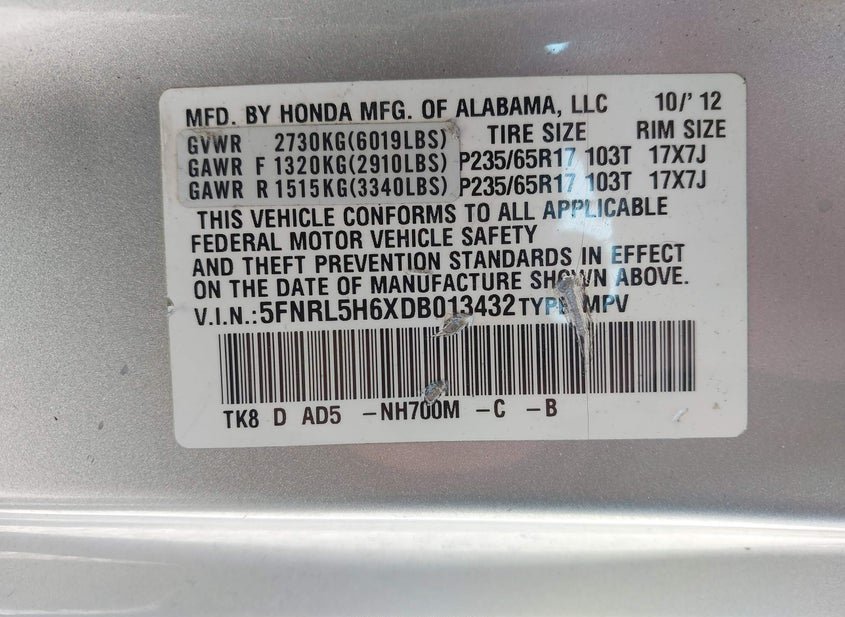 MFD. BY HONDA MFG. OF ALABAMA, LLC 10/'12
GVWR 2730KG(6019LBS) TIRE SIZE RIM SIZE
GAWR F 1320KG(2910LBS) P235/65R17 103T 17X7J
GAWR R 1515KG(3340LBS) P235/65R17 103T 17X7J
THIS VEHICLE CONFORMS TO ALL APPLICABLE
FEDERAL MOTOR VEHICLE SAFETY
AND THEFT PREVENTION STANDARDS IN EFFECT
ON THE DATE OF MANUFACTURE SHOWN ABOVE.
V.I.N.:5FNRL5H6XDB013432 TYPE: MPV
TK8 D AD5 -NH700M -C -B